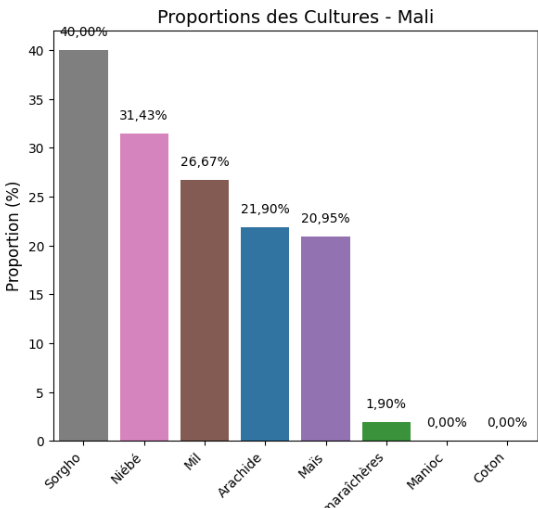 Proportions des Cultures - Mali
Proportion (%)
40
35
30
25
20
15
10
5
0
40,00%
31,43%
26,67%
21,90%
20,95%
1,90%
0,00%
0,00%
Sorgho
Niébé
Mil
Arachide
Maïs
maraîchères
Manioc
Coton